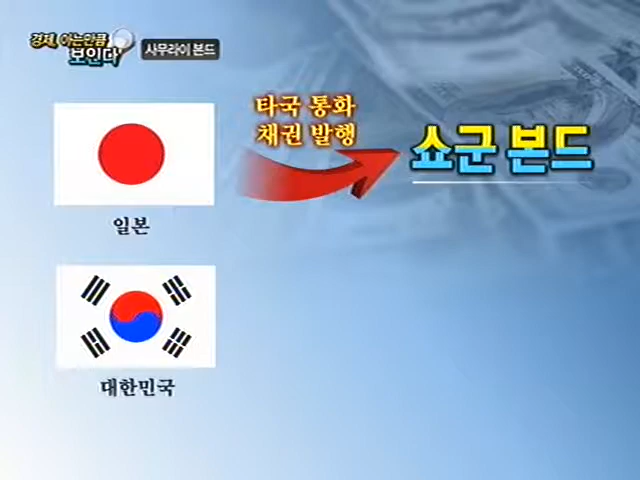 경제, 아는만큼
보인다
사무라이 본드
타국 통화
채권 발행
쇼군 본드
일본
대한민국